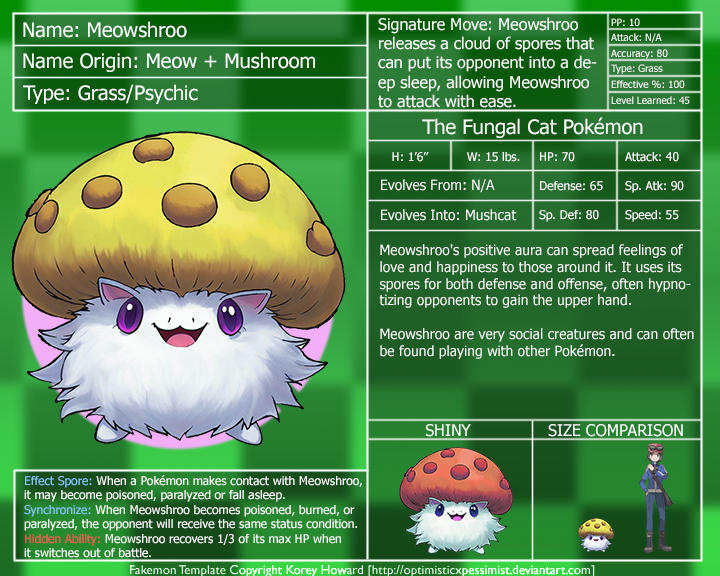 Name: Meowshroo
Name Origin: Meow + Mushroom
Type: Grass/Psychic
Signature Move: Meowshroo
releases a cloud of spores that
can put its opponent into a de-
ep sleep, allowing Meowshroo
to attack with ease.
PP: 10
Attack: N/A
Accuracy: 80
Type: Grass
Effective %: 100
Level Learned: 45
The Fungal Cat Pokémon
H: 1'6"
W: 15 lbs.
HP: 70
Attack: 40
Evolves From: N/A
Defense: 65
Sp. Atk: 90
Evolves Into: Mushcat
Sp. Def: 80
Speed: 55
Meowshroo's positive aura can spread feelings of
love and happiness to those around it. It uses its
spores for both defense and offense, often hypno-
tizing opponents to gain the upper hand.
Meowshroo are very social creatures and can often
be found playing with other Pokémon.
SHINY
SIZE COMPARISON
Effect Spore: When a Pokémon makes contact with Meowshroo,
it may become poisoned, paralyzed or fall asleep.
Synchronize: When Meowshroo becomes poisoned, burned, or
paralyzed, the opponent will receive the same status condition.
Hidden Ability: Meowshroo recovers 1/3 of its max HP when
it switches out of battle.
Fakemon Template Copyright Korey Howard [http://optimisticxpessimist.deviantart.com]